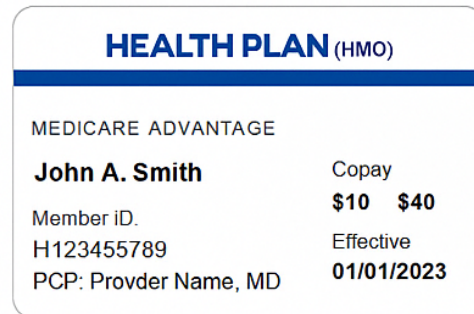 HEALTH PLAN (HMO)
MEDICARE ADVANTAGE
John A. Smith
Member iD.
H123455789
PCP: Provder Name, MD
Copay
$10 $40
Effective
01/01/2023